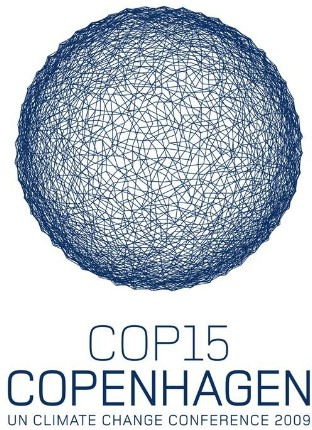 COP15
COPENHAGEN
UN CLIMATE CHANGE CONFERENCE 2009